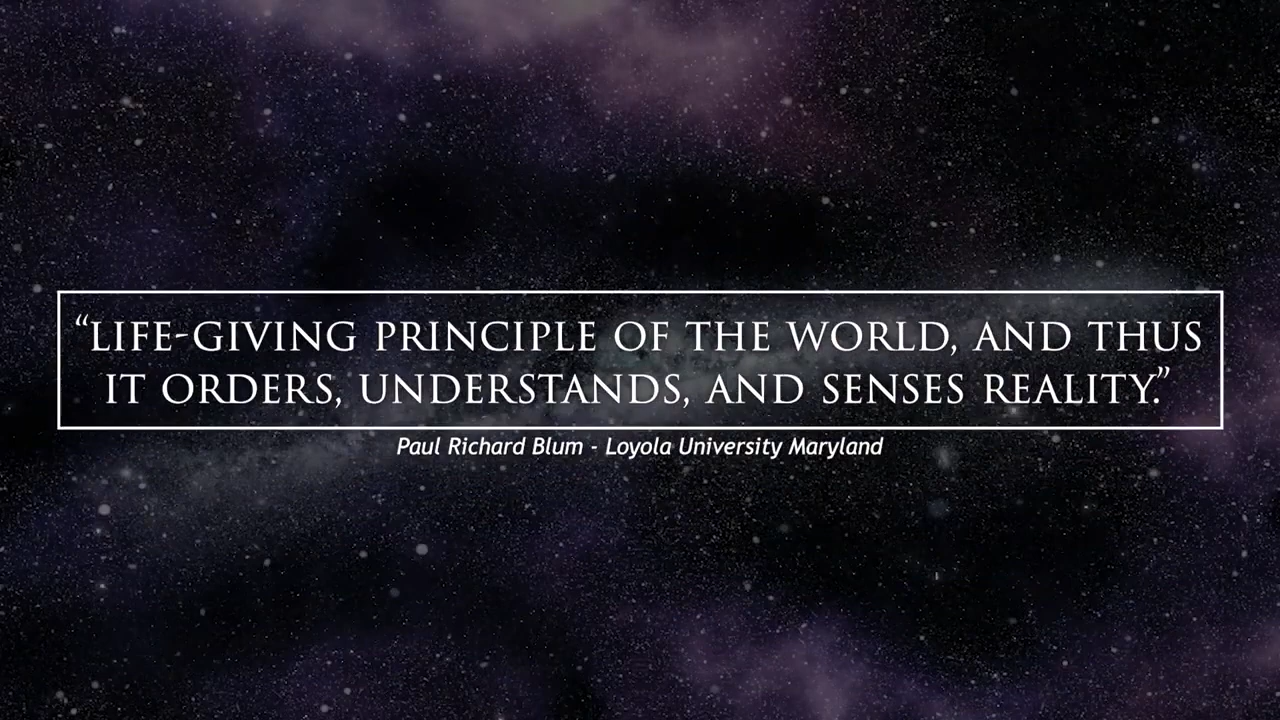 “LIFE-GIVING PRINCIPLE OF THE WORLD, AND THUS
IT ORDERS, UNDERSTANDS, AND SENSES REALITY.”
Paul Richard Blum - Loyola University Maryland